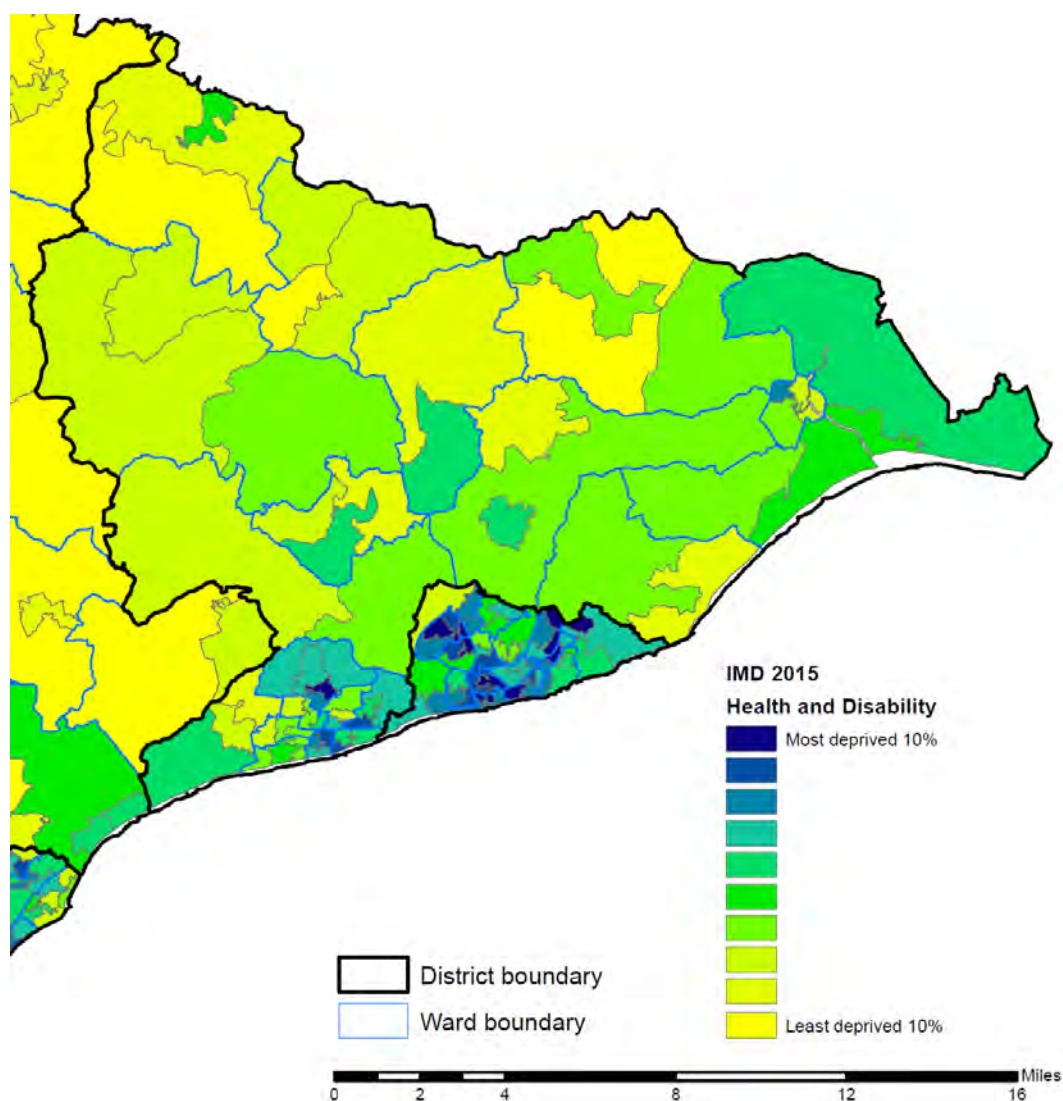 IMD 2015
Health and Disability
Most deprived 10%
Least deprived 10%
District boundary
Ward boundary
Miles
0 2 4 8 12 16